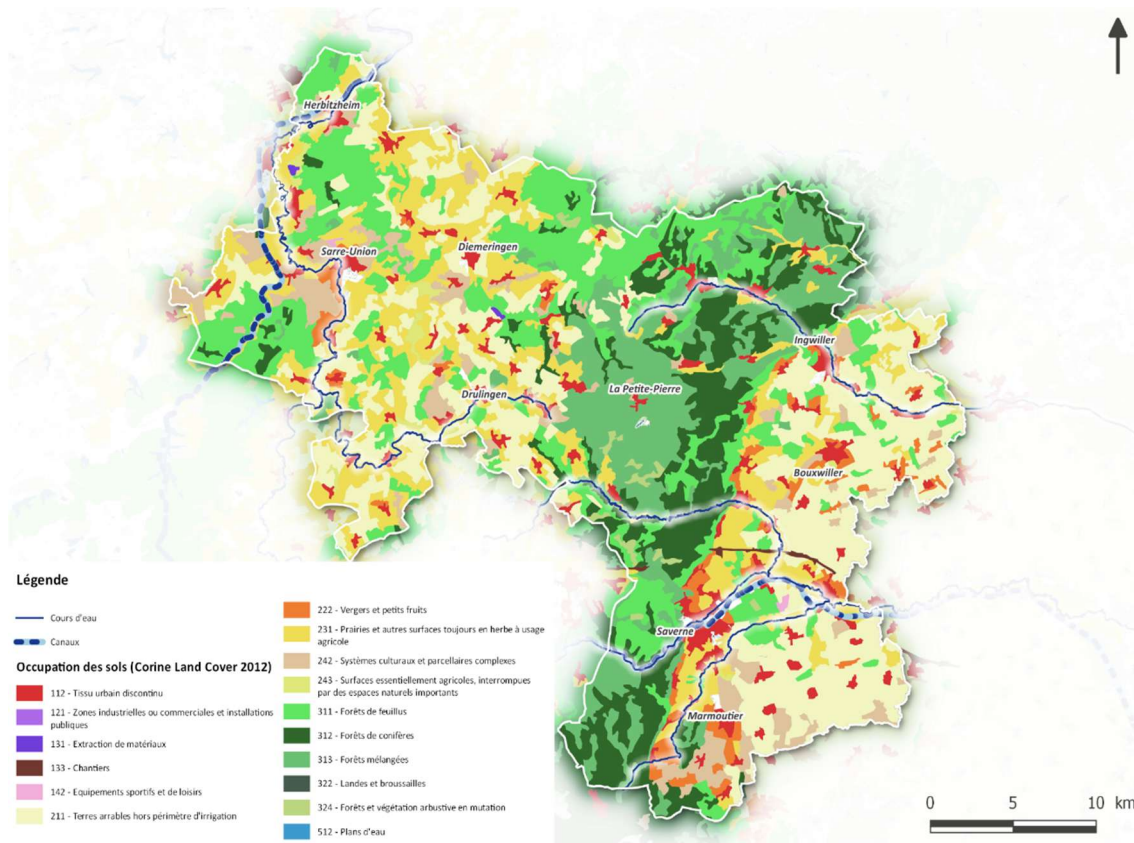 Herbitzheim
Sarre-Union
Diemeringen
Ingwiller
La Petite-Pierre
Drulingen
Bouxwiller
Saverne
Marmoutier
Légende
Cours d'eau
Canaux
Occupation des sols (Corine Land Cover 2012)
112 - Tissu urbain discontinu
121 - Zones industrielles ou commerciales et installations
publiques
131 - Extraction de matériaux
133 - Chantiers
142 - Equipements sportifs et de loisirs
211 - Terres arrables hors périmètre d'irrigation
222 - Vergers et petits fruits
231 - Prairies et autres surfaces toujours en herbe à usage
agricole
242 - Systèmes culturaux et parcellaires complexes
243 - Surfaces essentiellement agricoles, interrompues
par des espaces naturels importants
311 - Forêts de feuillus
312 - Forêts de conifères
313 - Forêts mélangées
322 - Landes et broussailles
324 - Forêts et végétation arbustive en mutation
512 - Plans d'eau
0 5 10 km